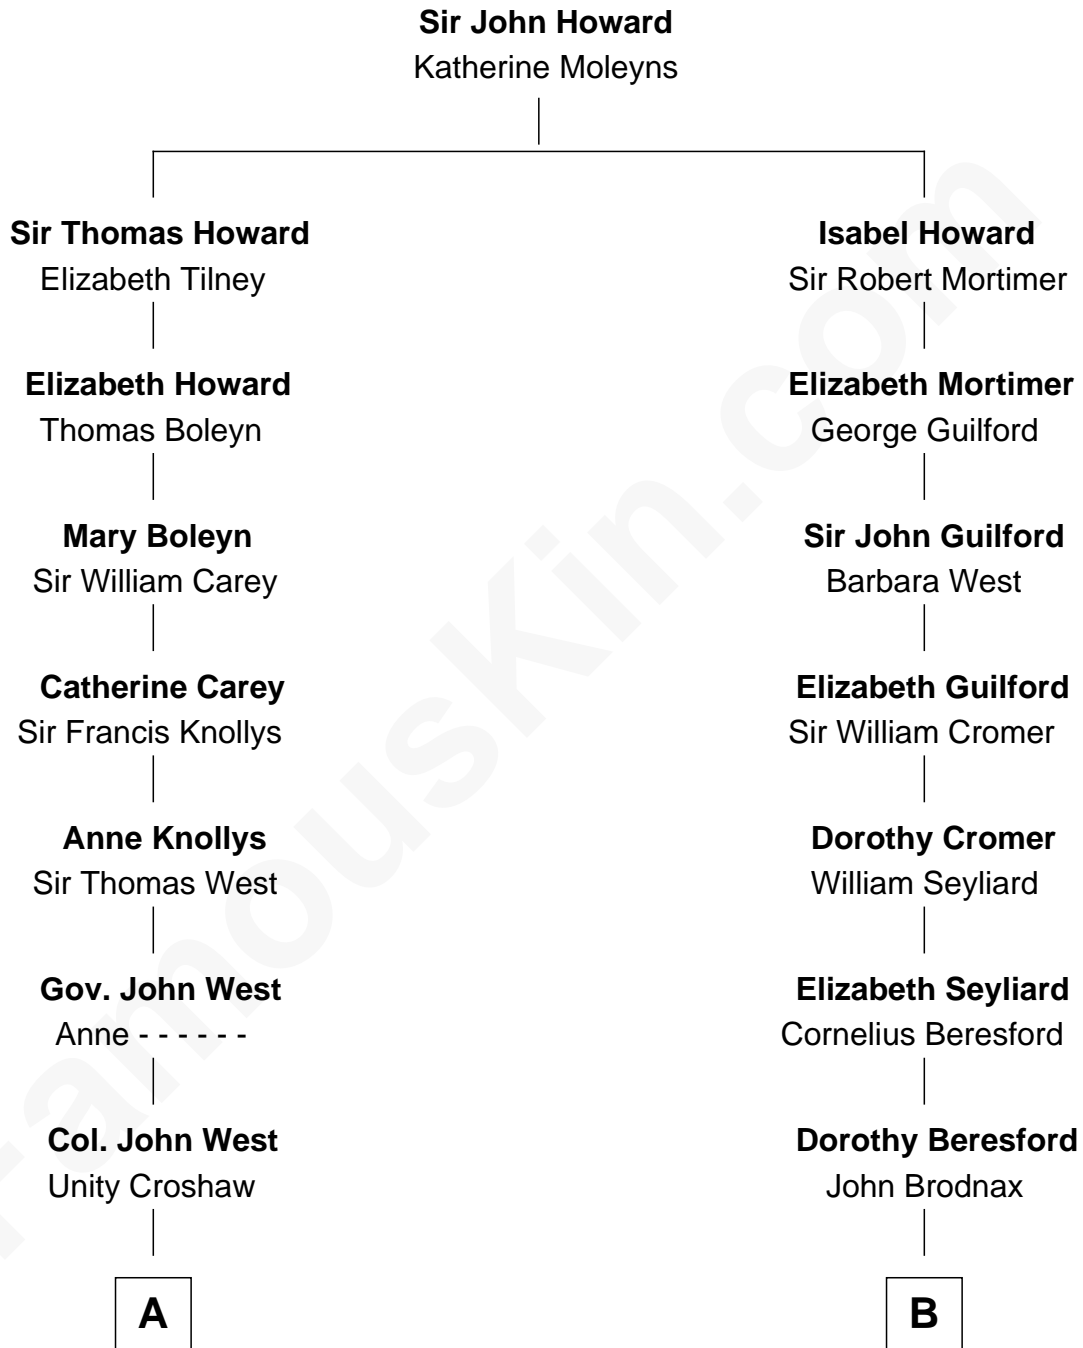 Sir John Howard
Katherine Moleyns
Sir Thomas Howard
Elizabeth Tilney
Isabel Howard
Sir Robert Mortimer
Elizabeth Howard
Thomas Boleyn
Elizabeth Mortimer
George Guilford
Mary Boleyn
Sir William Carey
Sir John Guilford
Barbara West
Catherine Carey
Sir Francis Knollys
Elizabeth Guilford
Sir William Cromer
Anne Knollys
Sir Thomas West
Dorothy Cromer
William Seyliard
Gov. John West
Anne - - - - - -
Elizabeth Seyliard
Cornelius Beresford
Col. John West
Unity Croshaw
Dorothy Beresford
John Brodnax
A
B
FamousKin.com